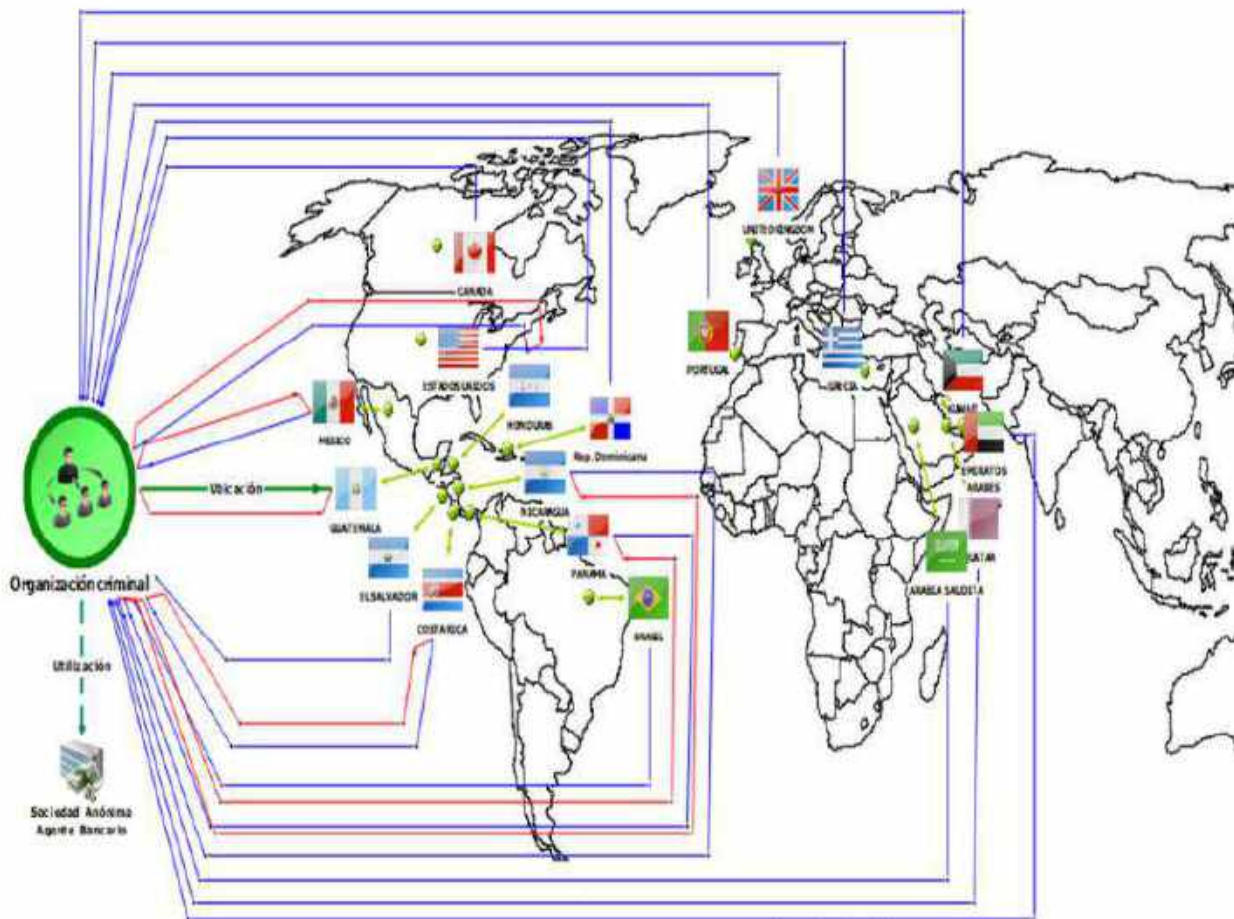 UNITED KINGDOM
CANADA
PORTUGAL
GRECIA
ESTADOS UNIDOS
KUWAIT
HONDURAS
MEXICO
Rep. Dominicana
EMIRATOS
ARABES
Ubicación
GUATEMALA
NICARAGUA
QATAR
PANAMA
Organización criminal
EL SALVADOR
ARABIA SAUDITA
COSTA RICA
BRASIL
Utilización
Sociedad Anónima
Agente Bancario